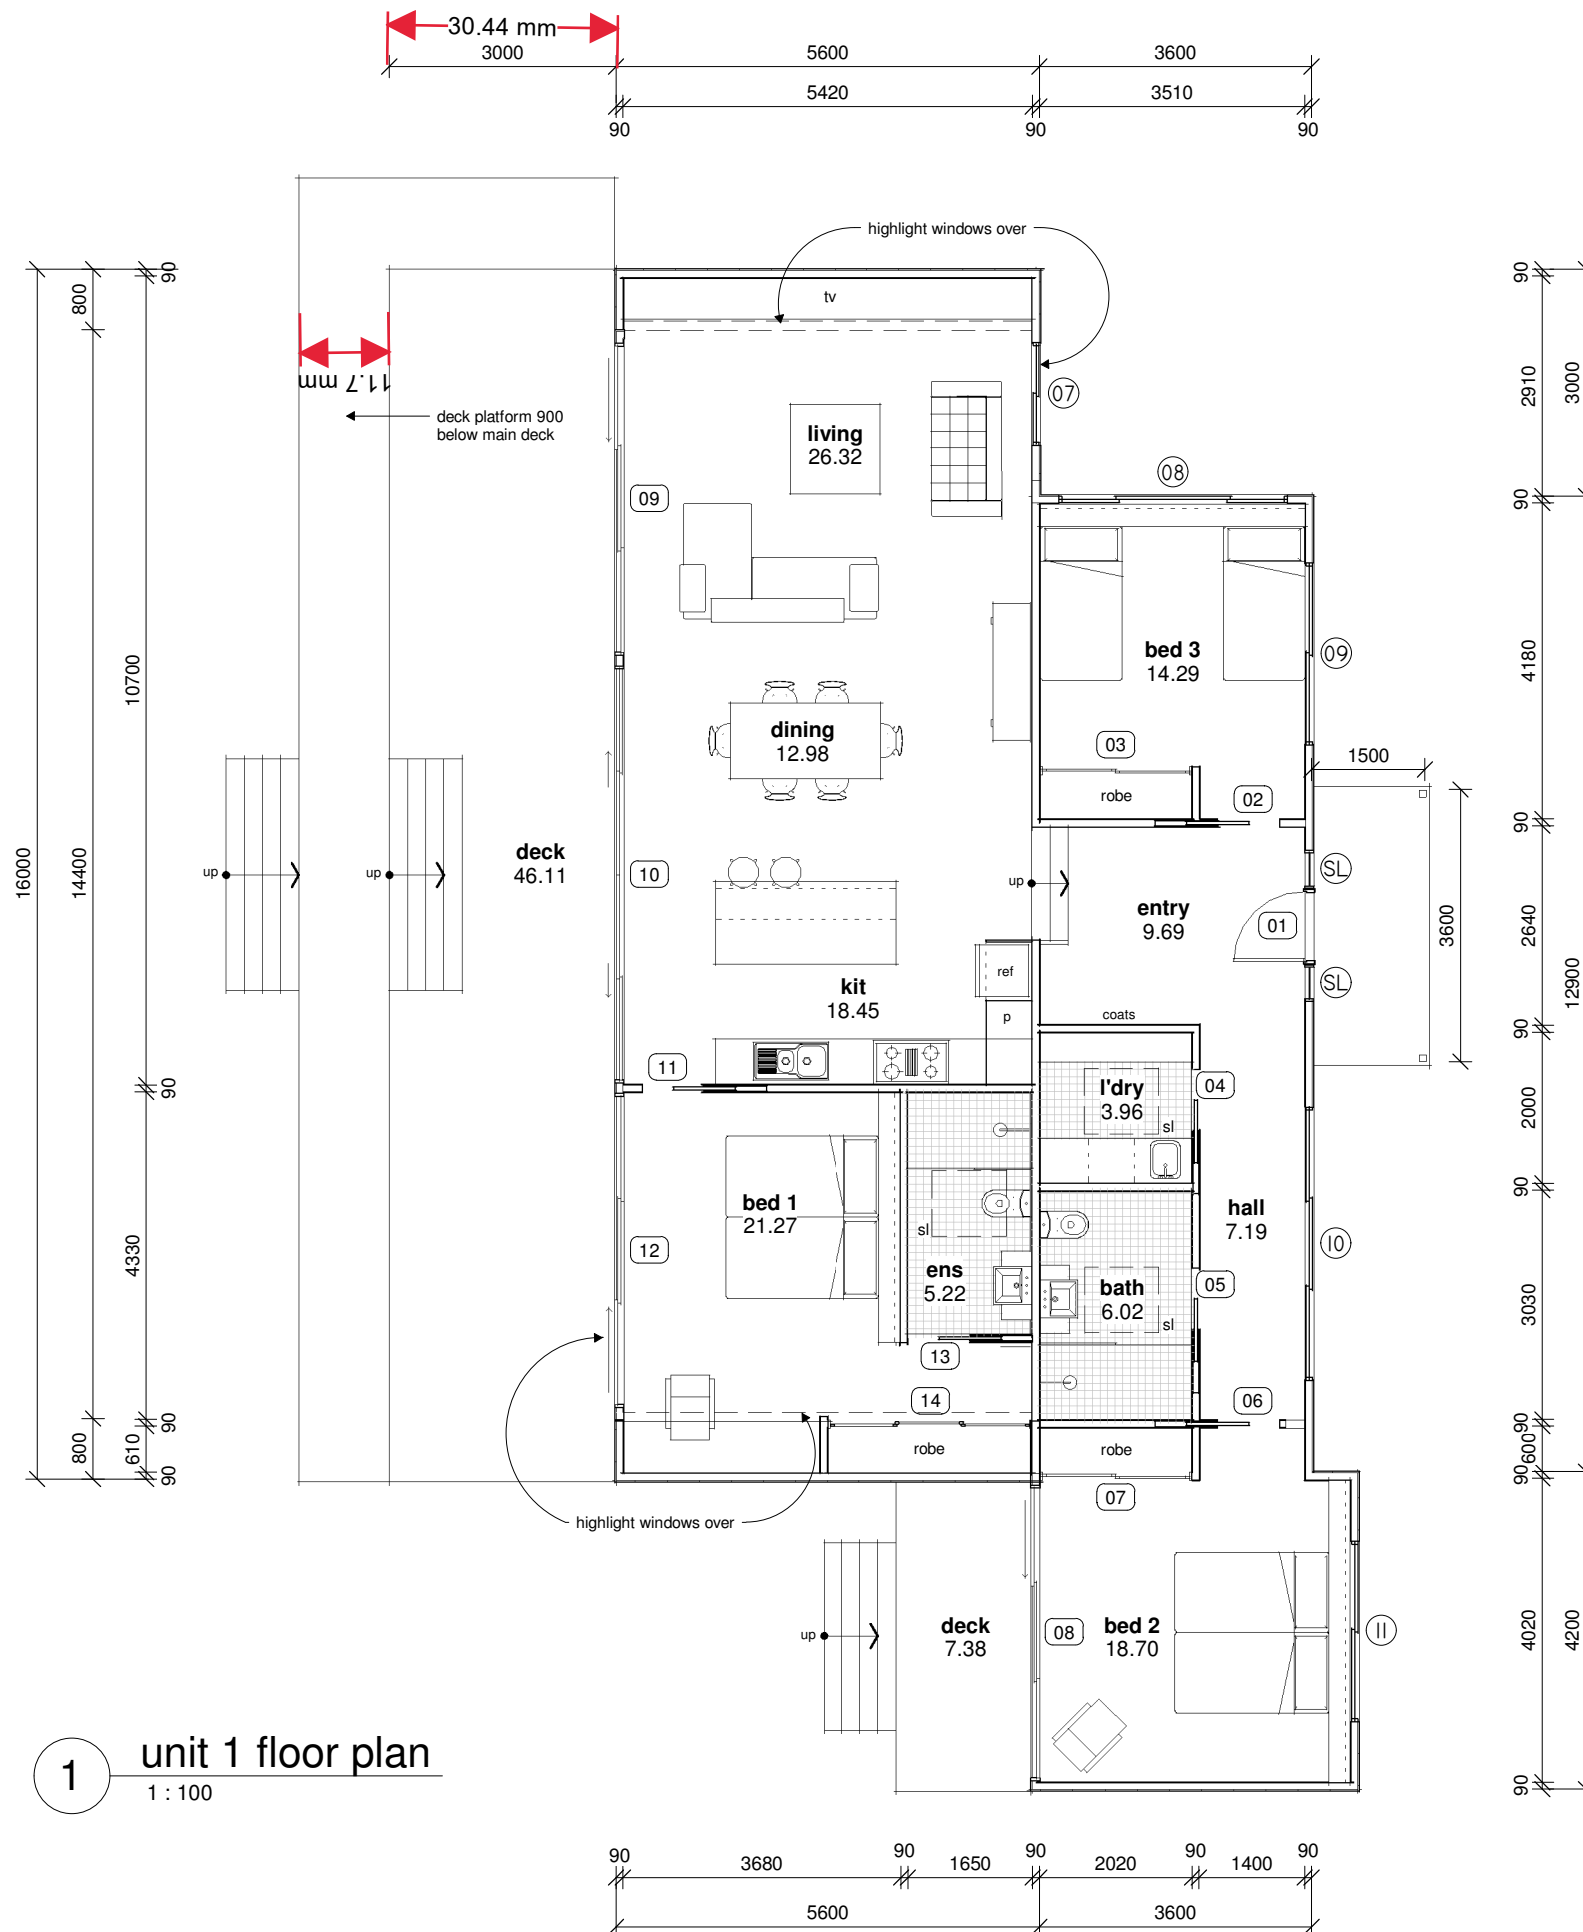 30.44 mm
3000
5600
3600
5420
3510
90
90
90
highlight windows over
90
800
90
2910
3000
tv
11.7 mm
deck platform 900
below main deck
living
26.32
07
08
90
09
bed 3
14.29
09
4180
10700
dining
12.98
03
1500
robe
02
90
deck
46.11
up
up
10
up
SL
16000
14400
entry
9.69
01
3600
2640
ref
SL
kit
18.45
p
coats
12900
90
11
90
l'dry
3.96
04
sl
2000
90
bed 1
21.27
hall
7.19
sl
4330
12
10
ens
5.22
bath
6.02
05
sl
3030
13
14
06
90
90
800
610
robe
robe
600
90
90
07
highlight windows over
up
deck
7.38
08
bed 2
18.70
11
4020
4200
1
unit 1 floor plan
1 : 100
90
90
3680
90
1650
90
2020
90
1400
90
5600
3600